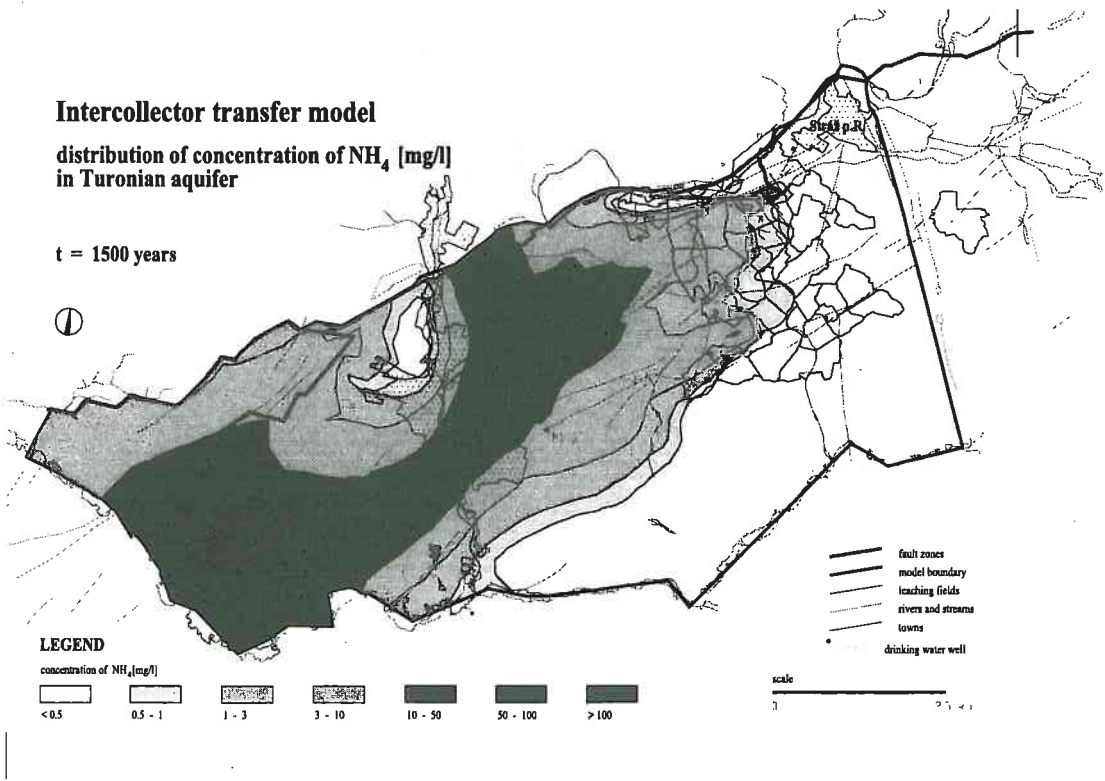 Intercollector transfer model
distribution of concentration of NH4 [mg/l]
in Turonian aquifer
t = 1500 years
Stráž p.R.
fault zones
model boundary
leaching fields
rivers and streams
towns
drinking water well
LEGEND
concentration of NH4[mg/l]
<0.5
0.5 - 1
1 - 3
3 - 10
10 - 50
50 - 100
>100
scale